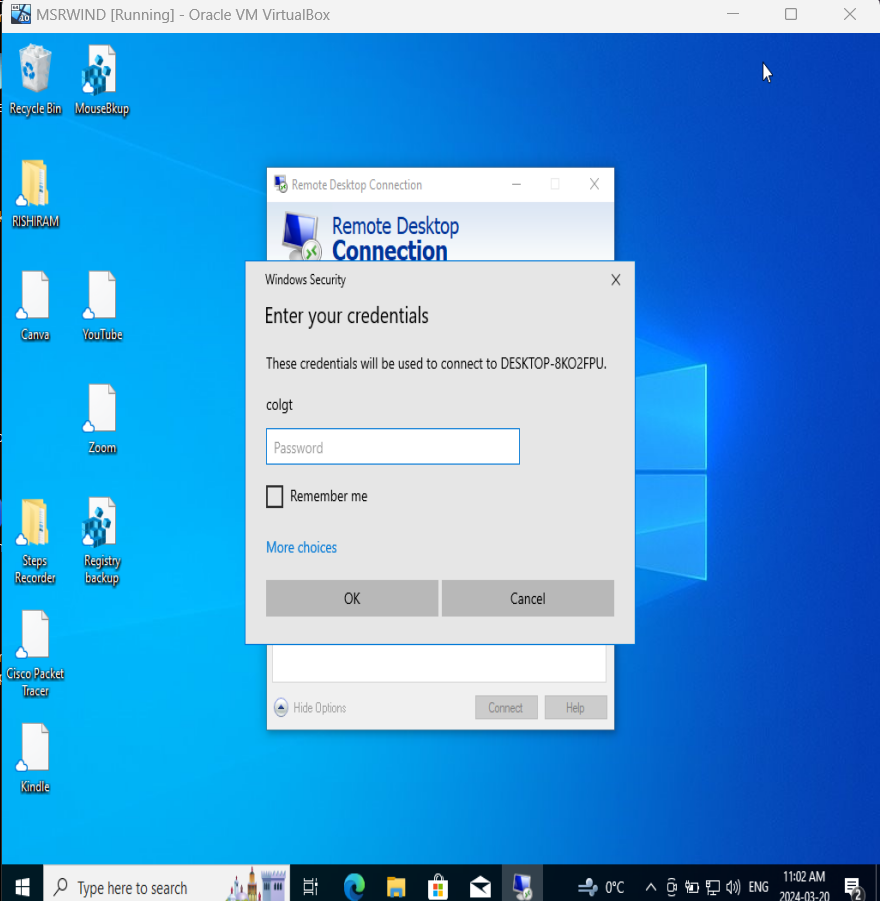 MSRWIND [Running] - Oracle VM VirtualBox
Recycle Bin
MouseBkup
RISHIRAM
Canva
YouTube
Zoom
Steps
Recorder
Registry
backup
Cisco Packet
Tracer
Kindle
Remote Desktop Connection
Remote Desktop
Connection
Windows Security
X
Enter your credentials
These credentials will be used to connect to DESKTOP-8KO2FPU.
colgt
Password
Remember me
More choices
OK
Cancel
Hide Options
Connect
Help
Type here to search
0°C
ENG
11:02 AM
2024-03-20
2